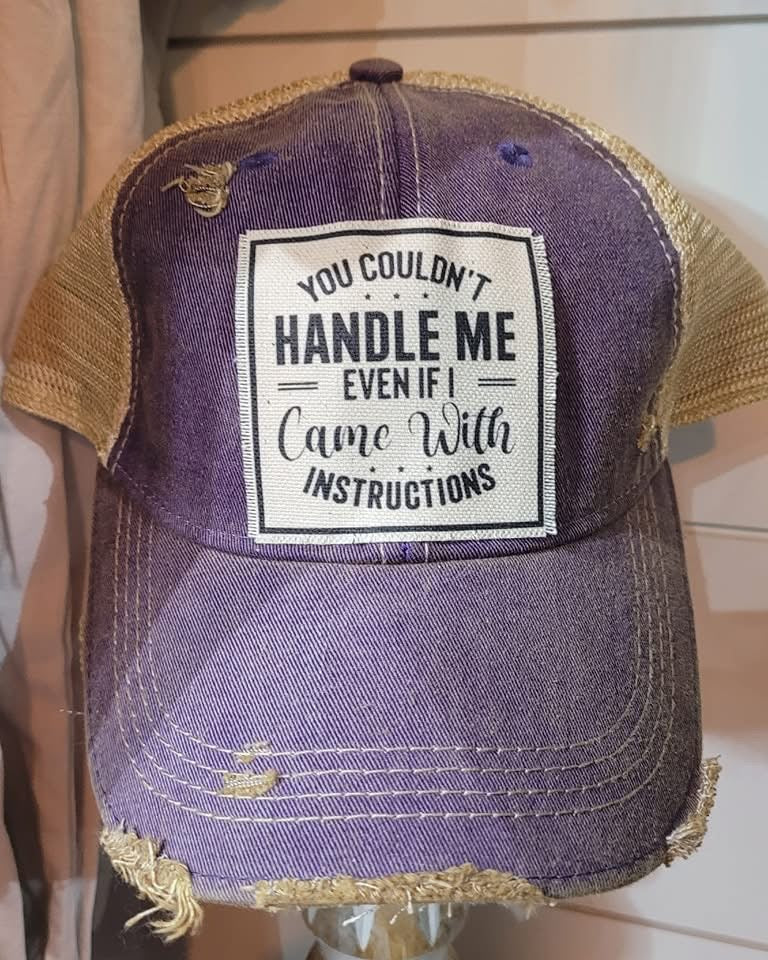 YOU COULDN'T
HANDLE ME
EVEN IF I
Came With
INSTRUCTIONS